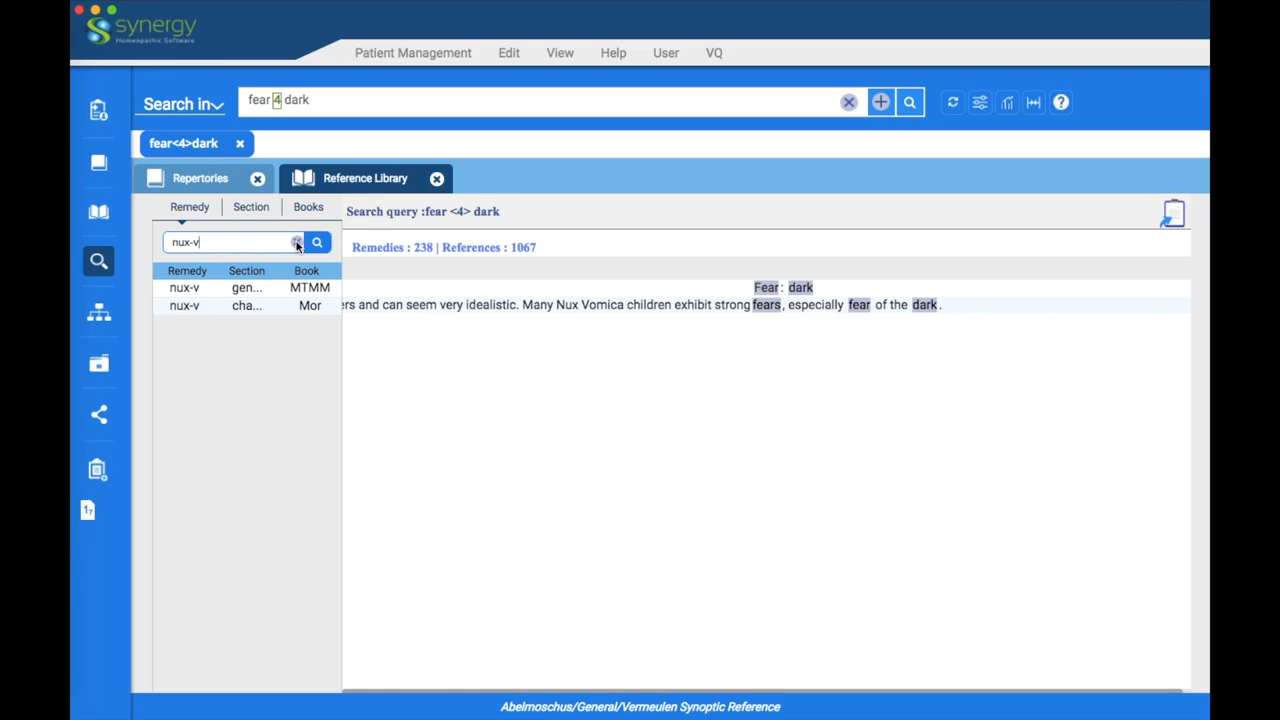 synergy
Homeopathic Software
Patient Management Edit View Help User VQ
Search in
fear 4 dark
fear<4>dark
Repertories Reference Library
Remedy Section Books
Search query :fear <4> dark
nux-v
Remedies : 238 | References : 1067
Remedy Section Book
nux-v gen... MTMM Fear: dark
nux-v cha... Mor ers and can seem very idealistic. Many Nux Vomica children exhibit strong fears, especially fear of the dark.
Abelmoschus/General/Vermeulen Synoptic Reference